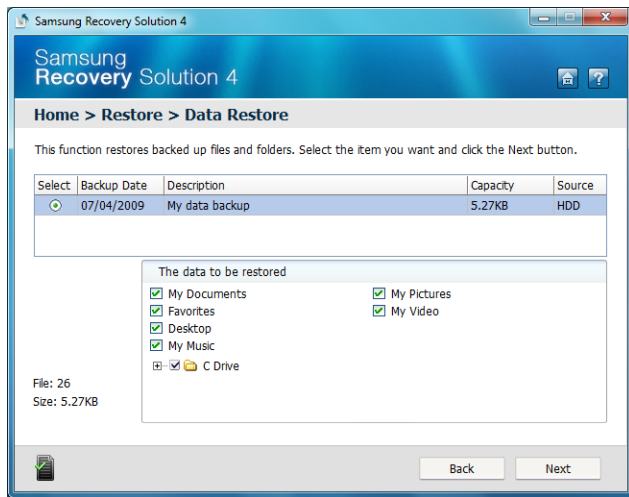 Samsung Recovery Solution 4
Samsung
Recovery Solution 4
Home > Restore > Data Restore
This function restores backed up files and folders. Select the item you want and click the Next button.
Select Backup Date Description Capacity Source
07/04/2009 My data backup 5.27KB HDD
The data to be restored
My Documents My Pictures
Favorites My Video
Desktop
My Music
C Drive
File: 26
Size: 5.27KB
Back Next